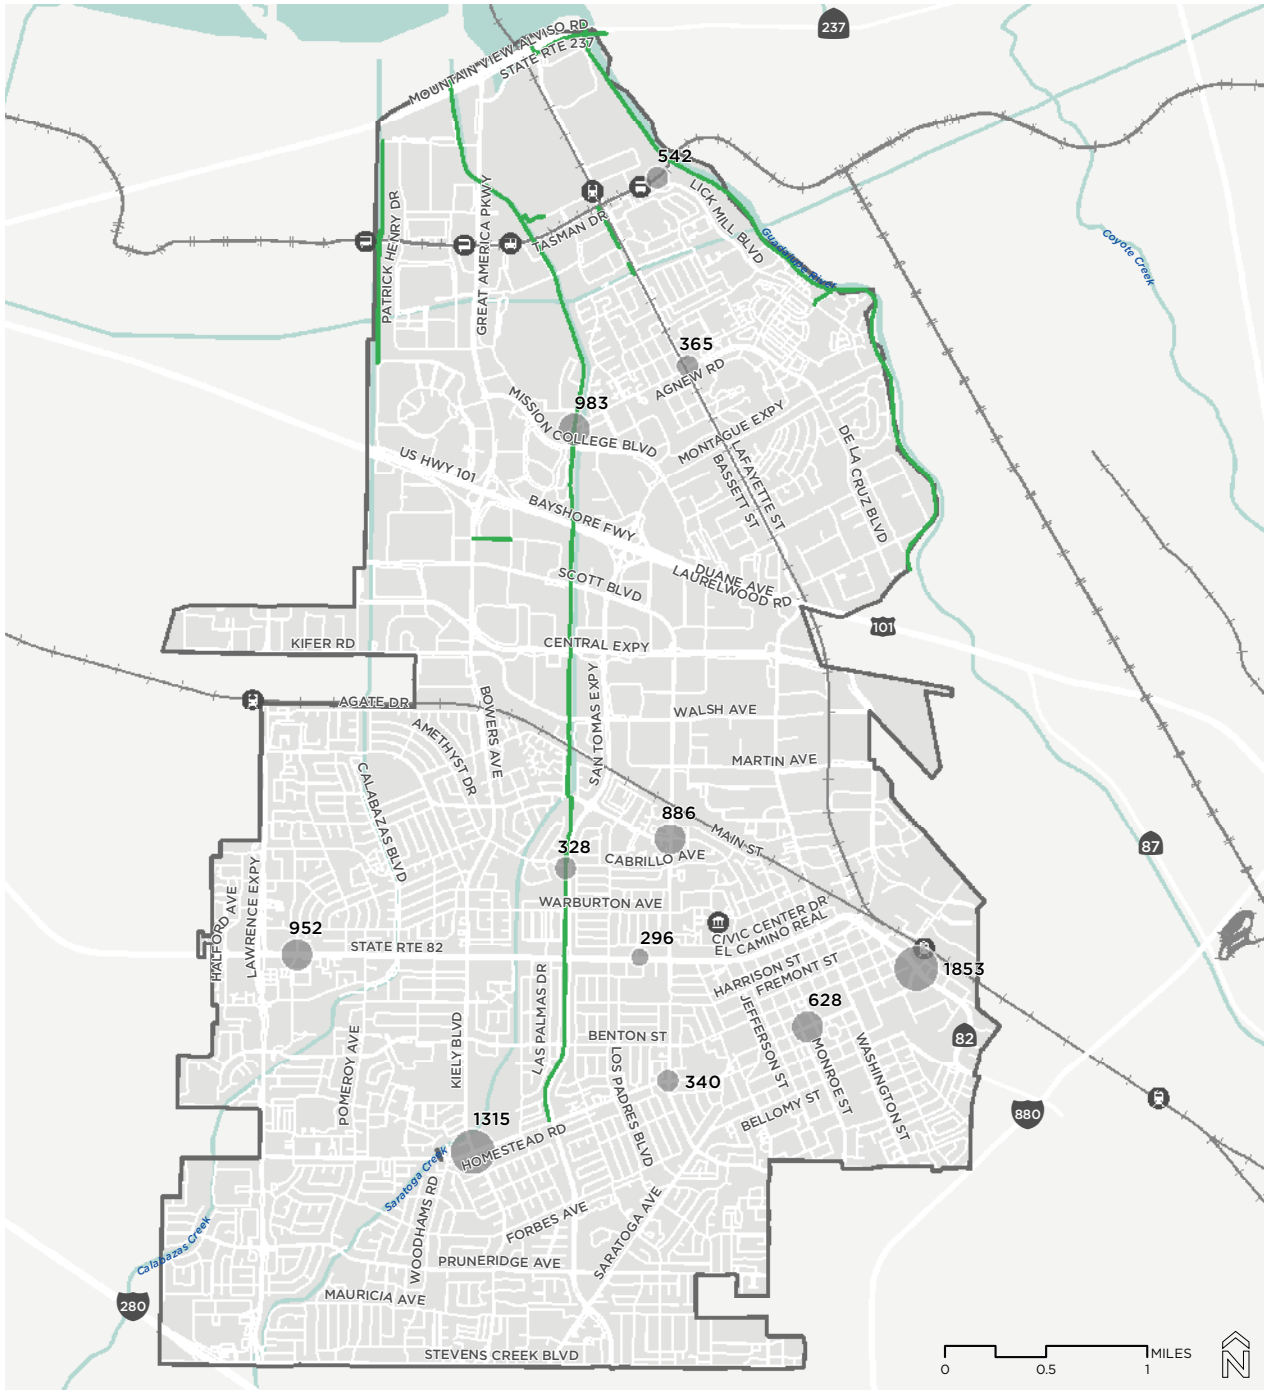 237
MOUNTAIN VIEW ALVISO RD
STATE RTE 237
542
LICK MILL BLVD
PATRICK HENRY DR
GREAT AMERICA PKWY
TASMAN DR
Guadalupe River
Coyote Creek
365
AGNEW RD
983
MISSION COLLEGE BLVD
MONTAGUE EXPY
DE LA CRUZ BLVD
US HWY 101
LAFAYETTE ST
BASSETT ST
BAYSHORE FWY
SCOTT BLVD
DUANE AVE
LAURELWOOD RD
101
KIFER RD
CENTRAL EXPY
AGATE DR
BOWERS AVE
SAN TOMAS EXPY
WALSH AVE
AMETHYST DR
MARTIN AVE
CALABAZAS BLVD
886
MAIN ST
328
CABRILLO AVE
87
HALFORD AVE
LAWRENCE EXPY
WARBURTON AVE
CIVIC CENTER DR
EL CAMINO REAL
952
STATE RTE 82
296
HARRISON ST
FREMONT ST
1853
LAS PALMAS DR
628
JEFFERSON ST
82
POMEROY AVE
KIELY BLVD
BENTON ST
LOS PADRES BLVD
MONROE ST
WASHINGTON ST
340
BELLOMY ST
880
1315
HOMESTEAD RD
Saratoga Creek
WOODHAMS RD
FORBES AVE
SARATOGA AVE
Calabazas Creek
PRUNERIDGE AVE
280
MAURICIA AVE
STEVENS CREEK BLVD
0 0.5 1 MILES
N